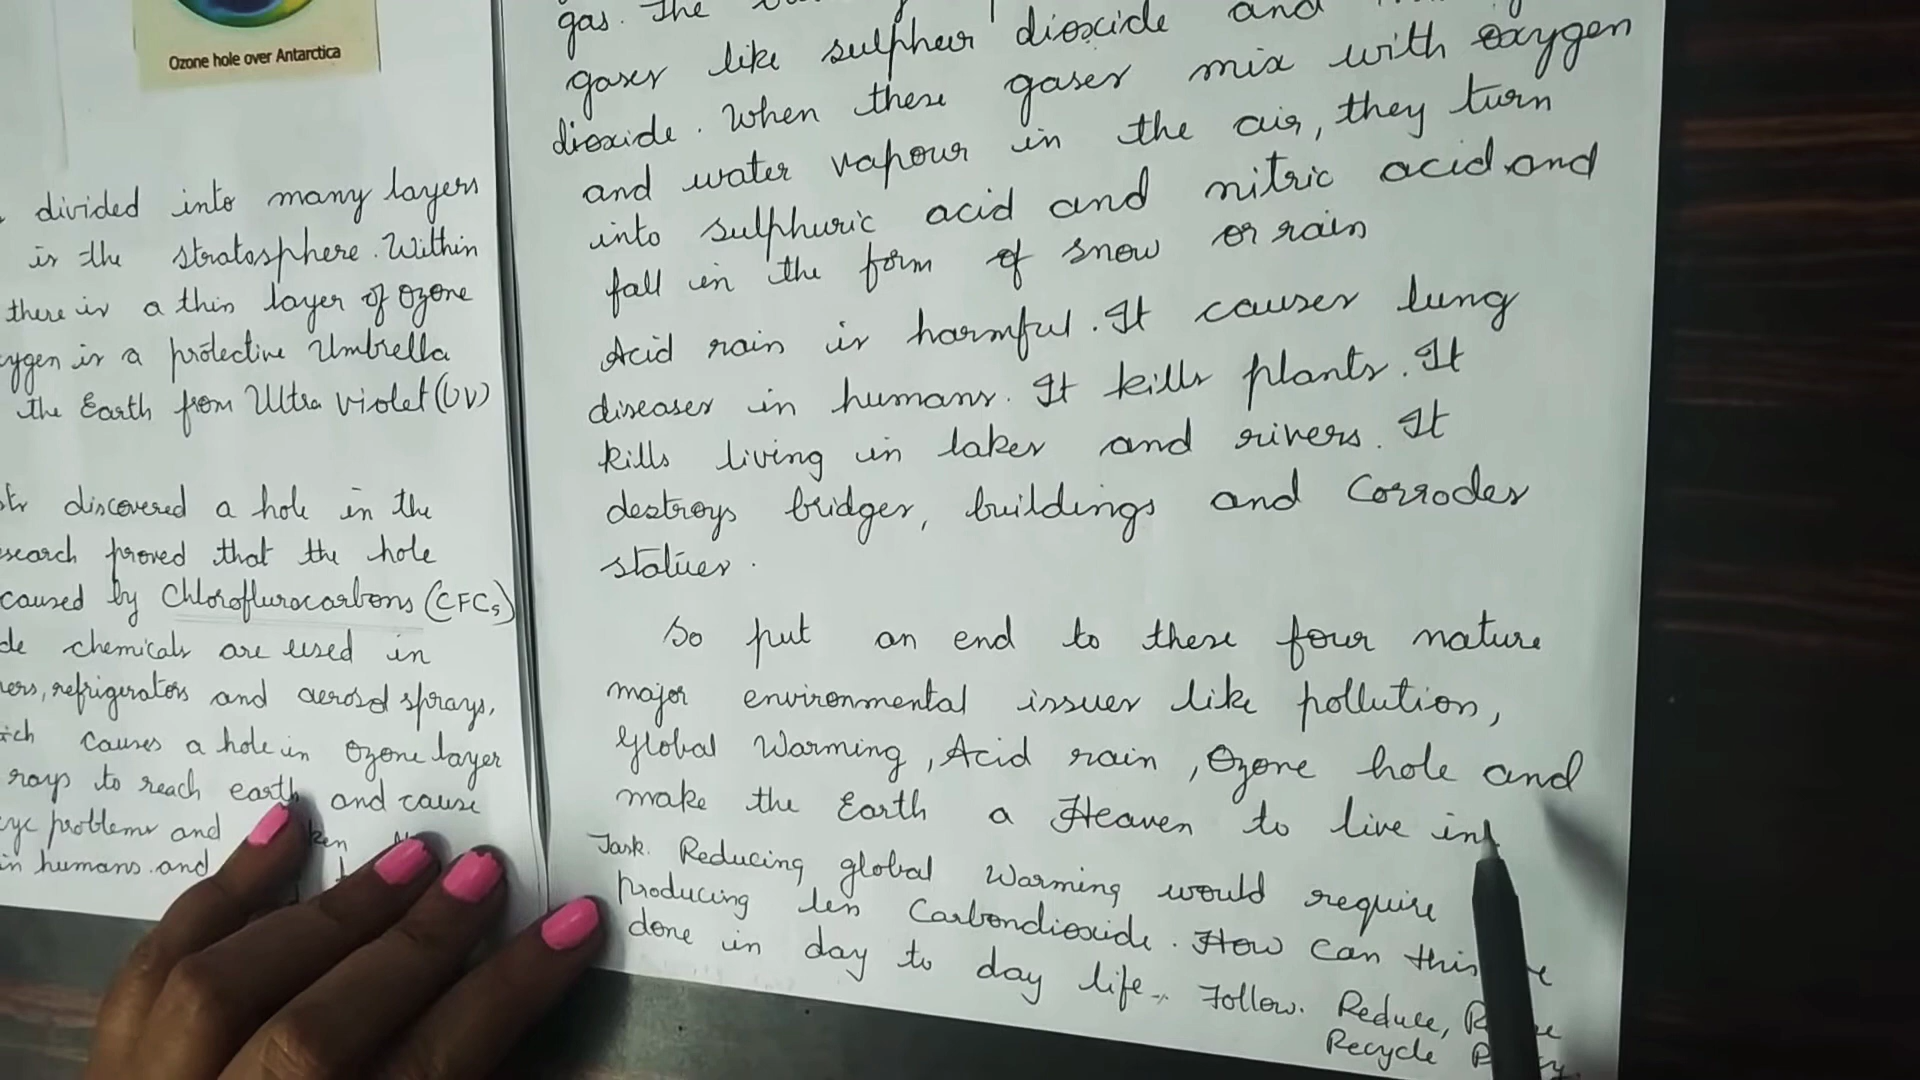 Ozone hole over Antarctica
divided into many layers
is the stratosphere. Within
there is a thin layer of Ozone
is a protective Umbrella
the Earth from Ultra violet (UV)
discovered a hole in the
proved that the hole
caused by Chloroflurocarbons (CFCs)
chemicals are used in
refrigerators and aerosol sprays,
causes a hole in Ozone layer
rays to reach earth and cause
problems and
in humans and
gas. The
gases like sulpheur dioxide and
dioxide. When these gases mix with oxygen
and water vapour in the air, they turn
into sulphuric acid and nitric acid and
fall in the form of snow or rain
Acid rain is harmful. It causes lung
diseases in humans. It kills plants. It
kills living in lakes and rivers. It
destroys bridges, buildings and Corrodes
statues.
So put an end to these four nature
major environmental issues like pollution,
Global Warming, Acid rain, Ozone hole and
make the Earth a Heaven to live in
Task. Reducing global Warming would require
producing less Carbondioxide. How can this
done in day to day life. Follow. Reduce,
Recycle